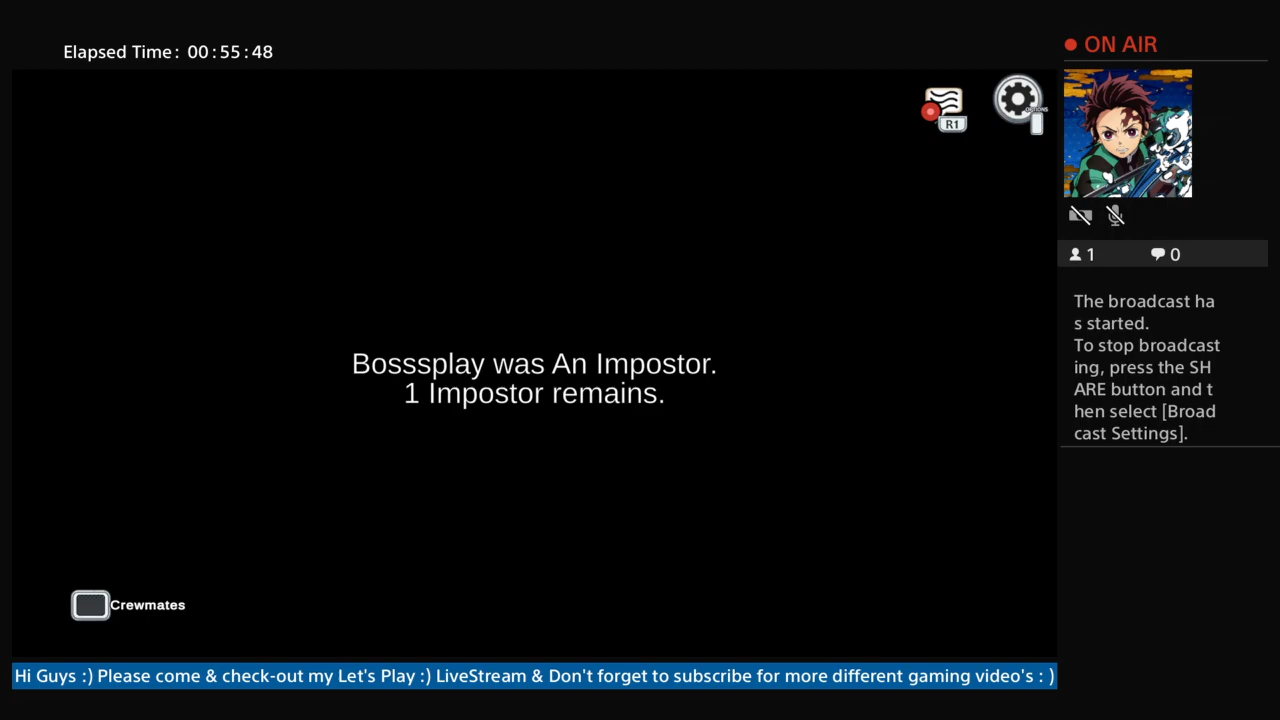 Elapsed Time: 00:55:48
ON AIR
OPTIONS
R1
1
0
The broadcast ha
s started.
To stop broadcast
ing, press the SH
ARE button and t
hen select [Broad
cast Settings].
Bosssplay was An Impostor.
1 Impostor remains.
Crewmates
Hi Guys :) Please come & check-out my Let's Play :) LiveStream & Don't forget to subscribe for more different gaming video's : )